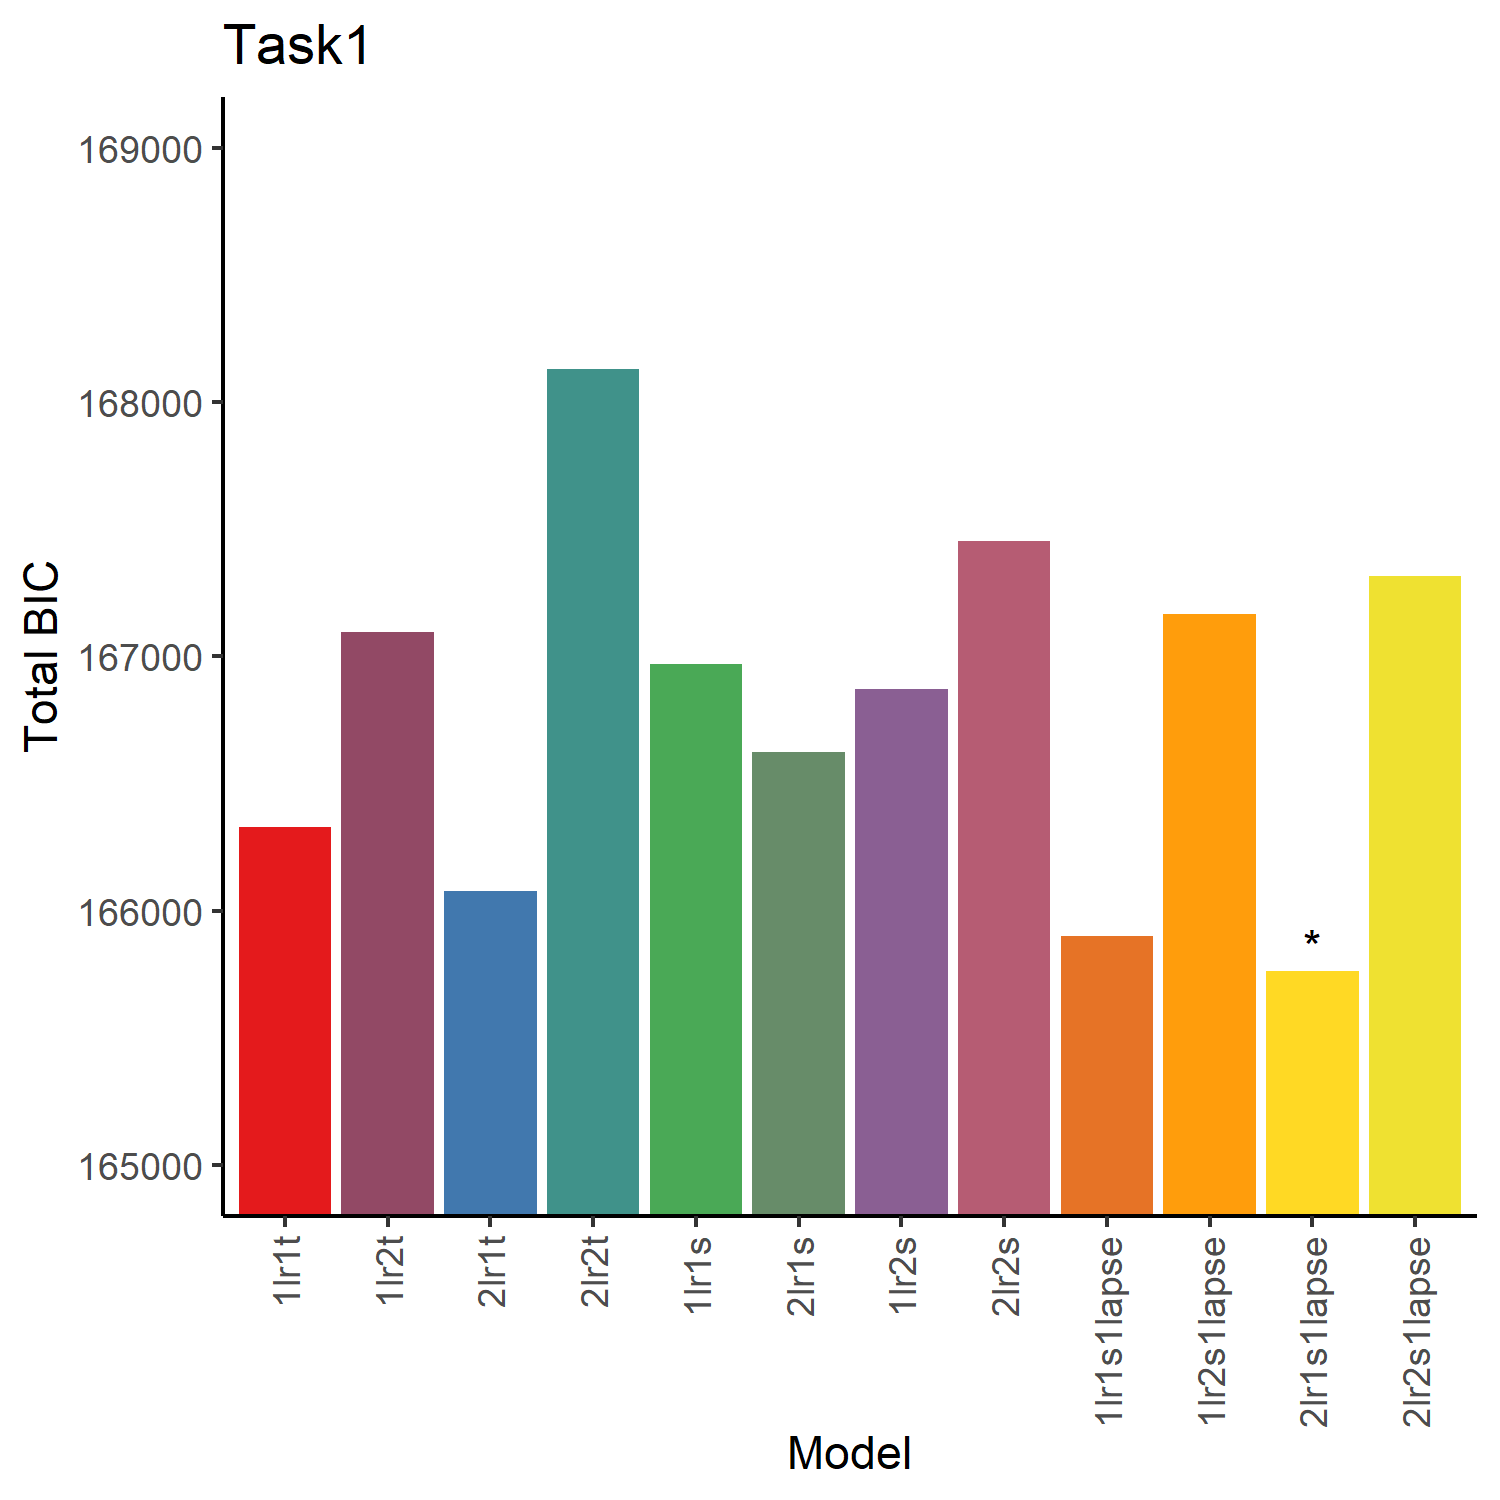 Task1
Total BIC
169000
168000
167000
166000
165000
*
1lr1t
1lr2t
2lr1t
2lr2t
1lr1s
2lr1s
1lr2s
2lr2s
1lr1s1lapse
1lr2s1lapse
2lr1s1lapse
2lr2s1lapse
Model